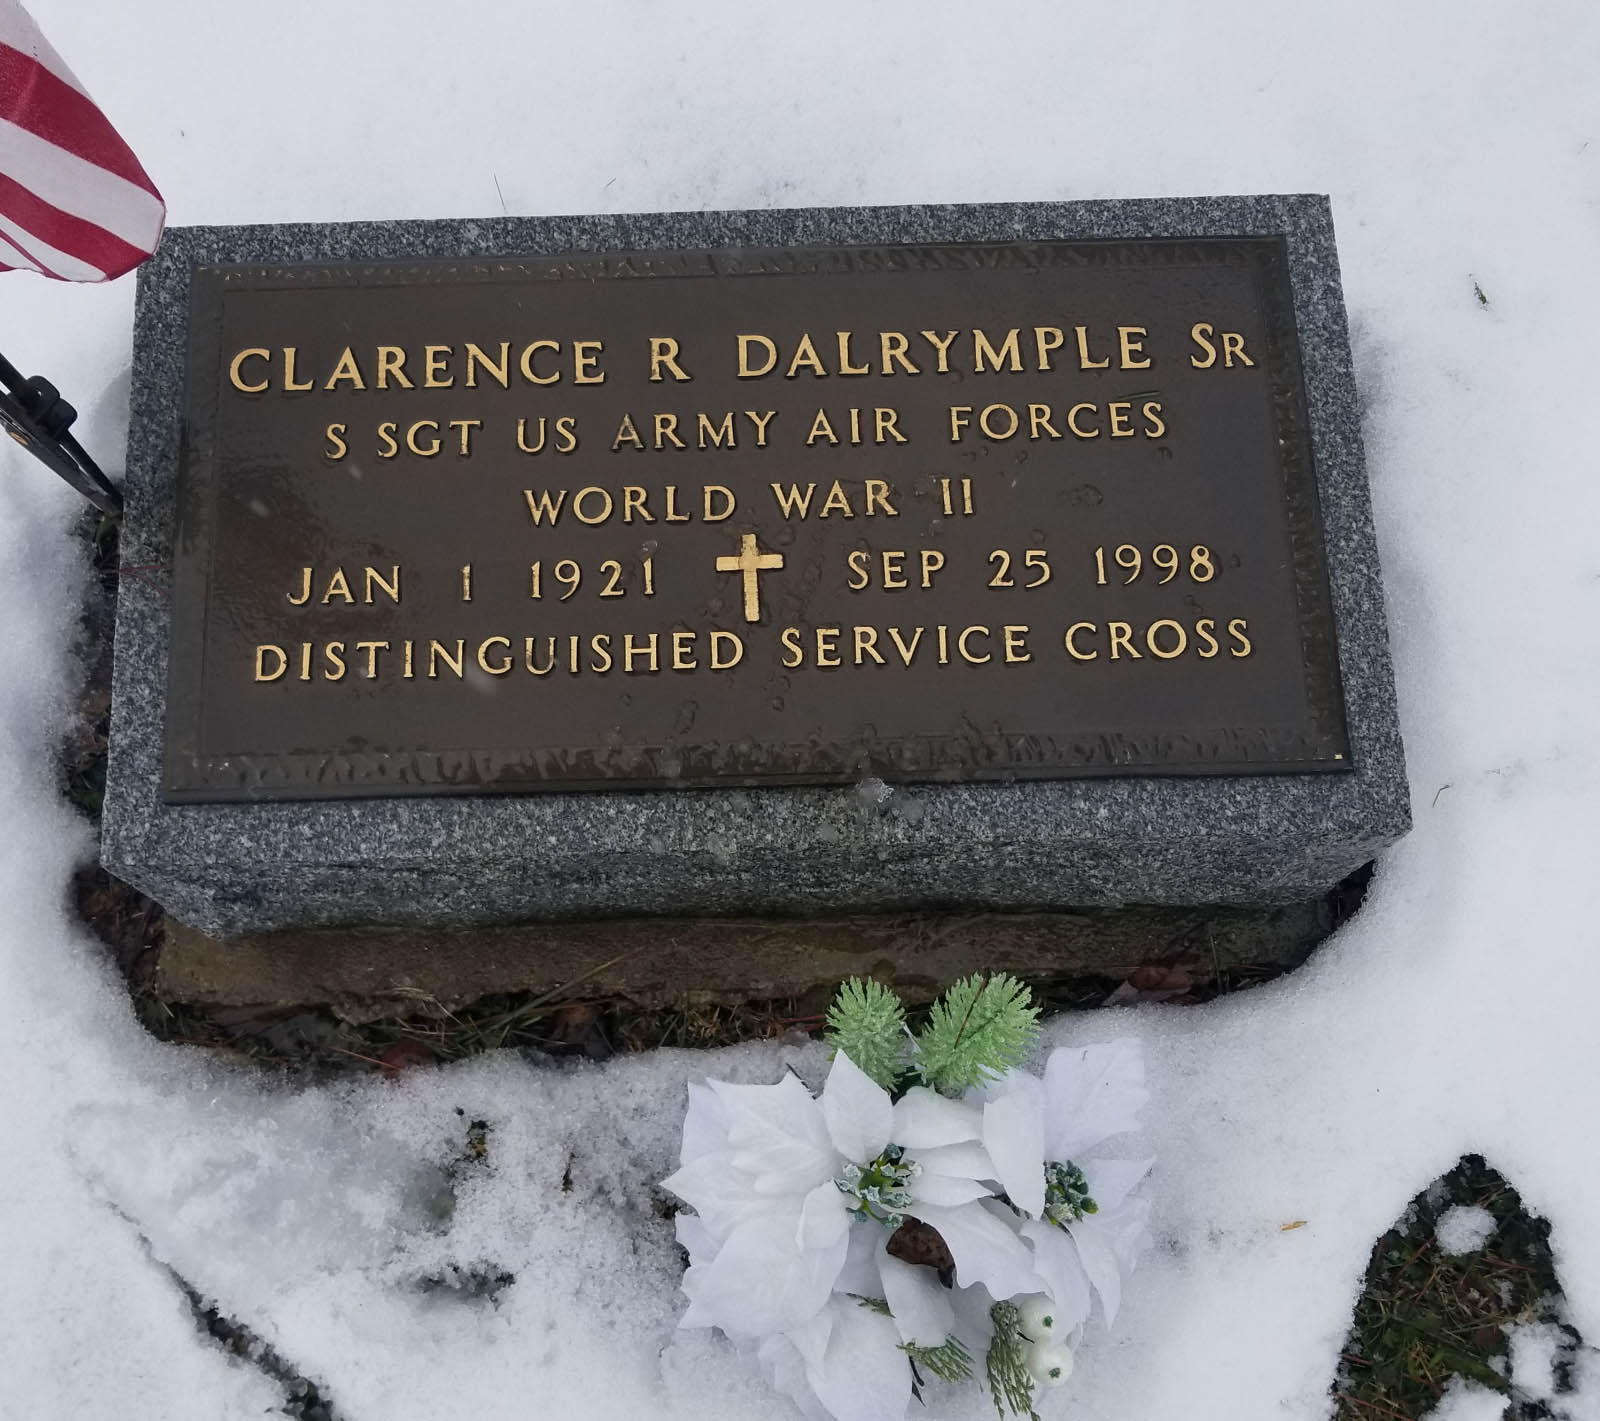 CLARENCE R DALRYMPLE SR
S SGT US ARMY AIR FORCES
WORLD WAR II
JAN 1 1921 SEP 25 1998
DISTINGUISHED SERVICE CROSS